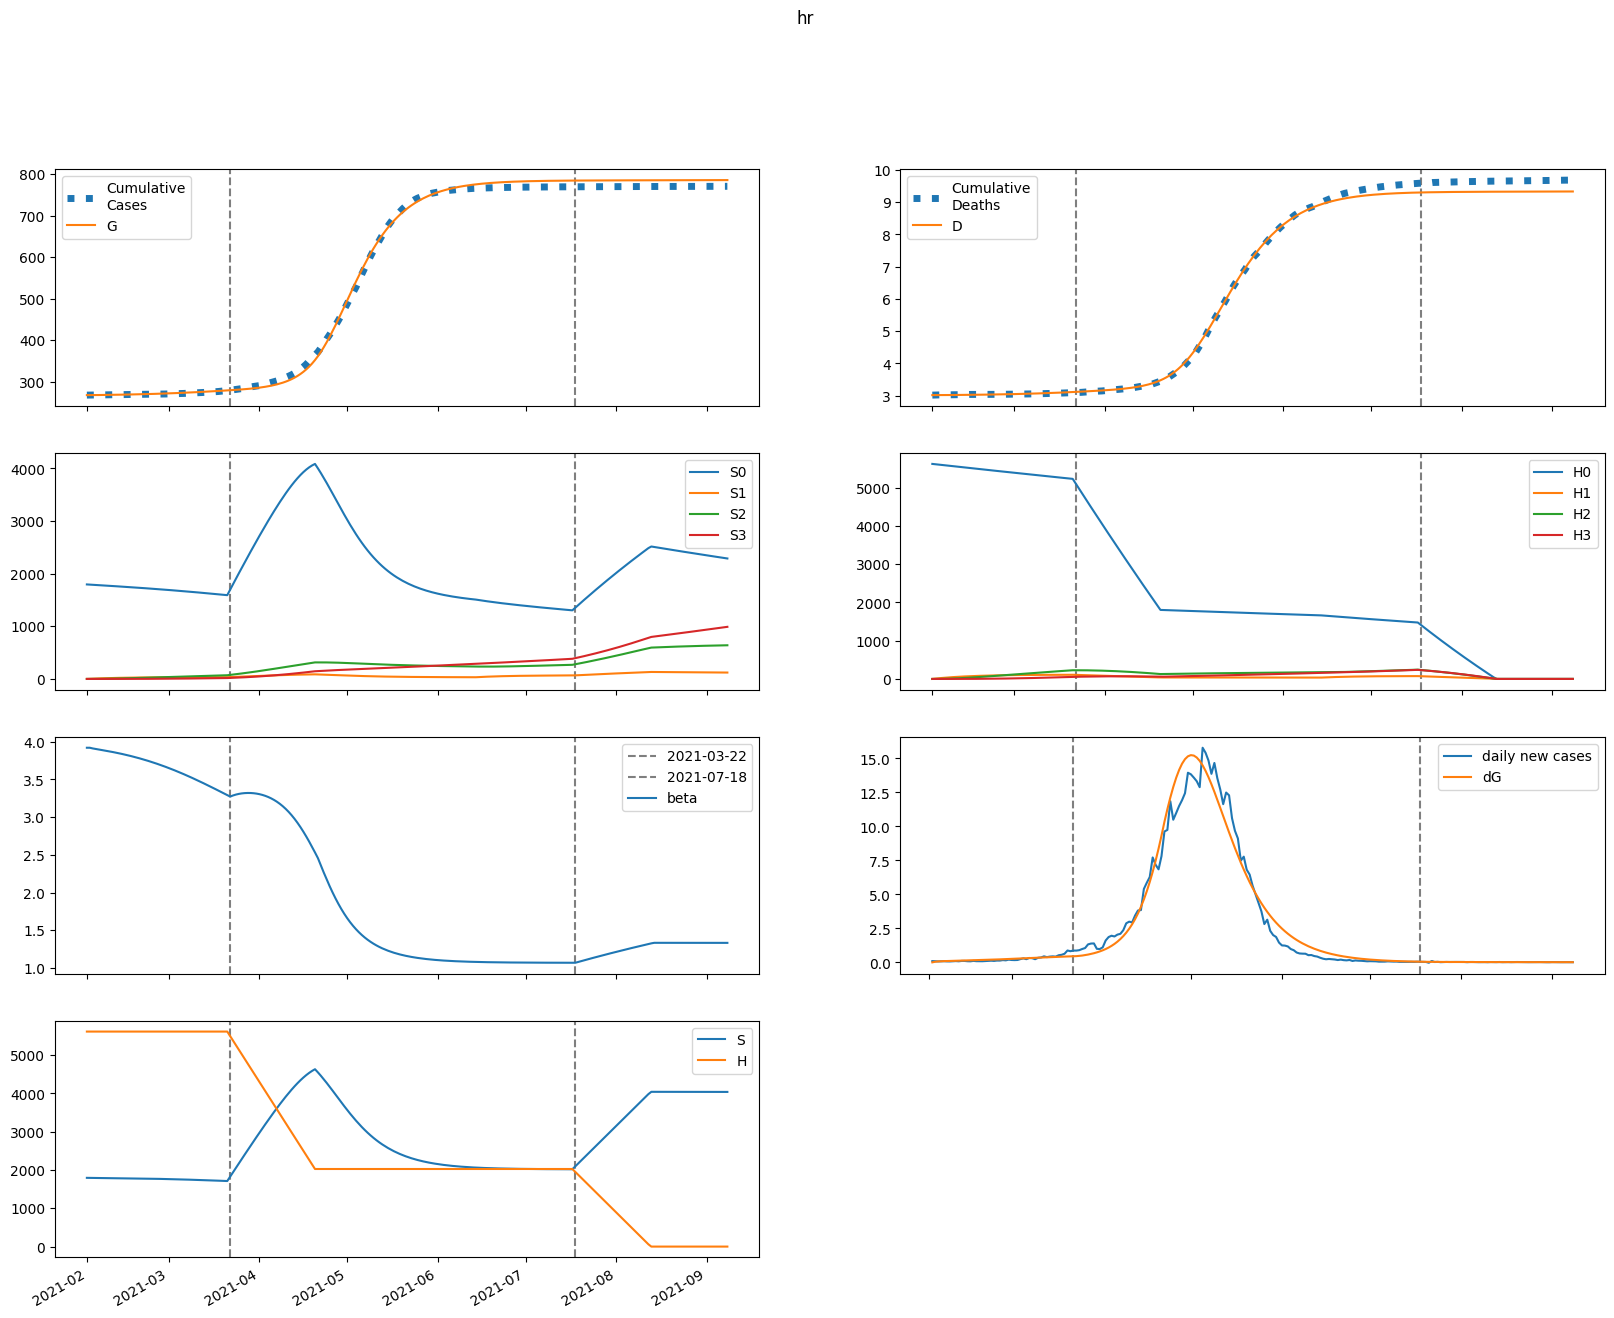 hr
800
700
600
500
400
300
Cumulative
Cases
G
10
9
8
7
6
5
4
3
Cumulative
Deaths
D
4000
3000
2000
1000
0
S0
S1
S2
S3
5000
4000
3000
2000
1000
0
H0
H1
H2
H3
4.0
3.5
3.0
2.5
2.0
1.5
1.0
2021-03-22
2021-07-18
beta
15.0
12.5
10.0
7.5
5.0
2.5
0.0
daily new cases
dG
5000
4000
3000
2000
1000
0
S
H
2021-02
2021-03
2021-04
2021-05
2021-06
2021-07
2021-08
2021-09